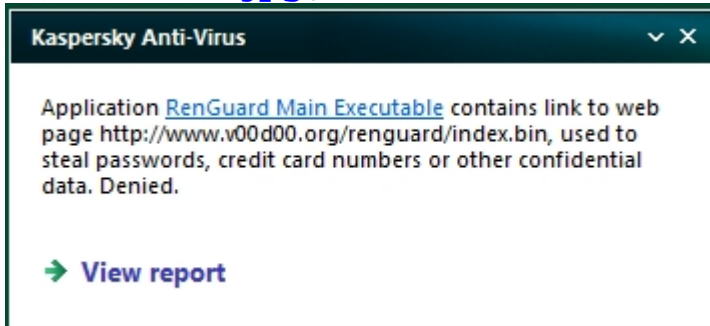 Kaspersky Anti-Virus
Application RenGuard Main Executable contains link to web
page http://www.v00d00.org/renguard/index.bin, used to
steal passwords, credit card numbers or other confidential
data. Denied.
View report